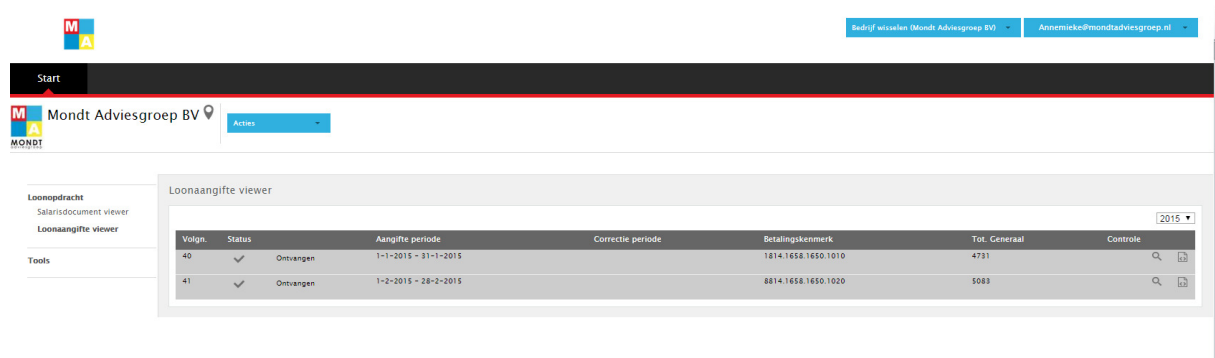 M
A
Bedrijf wisselen (Mondt Adviesgroep BV)
Annemieke@mondtadviesgroep.nl
Start
M
A
MONDT
adviesgroep
Mondt Adviesgroep BV
Acties
Loonopdracht
Salarisdocument viewer
Loonaangifte viewer
Tools
Loonaangifte viewer
2015
Volgn. Status Aangifte periode Correctie periode Betalingskenmerk Tot. Generaal Controle
40 Ontvangen 1-1-2015 - 31-1-2015 1814.1658.1650.1010 4731
41 Ontvangen 1-2-2015 - 28-2-2015 8814.1658.1650.1020 5083